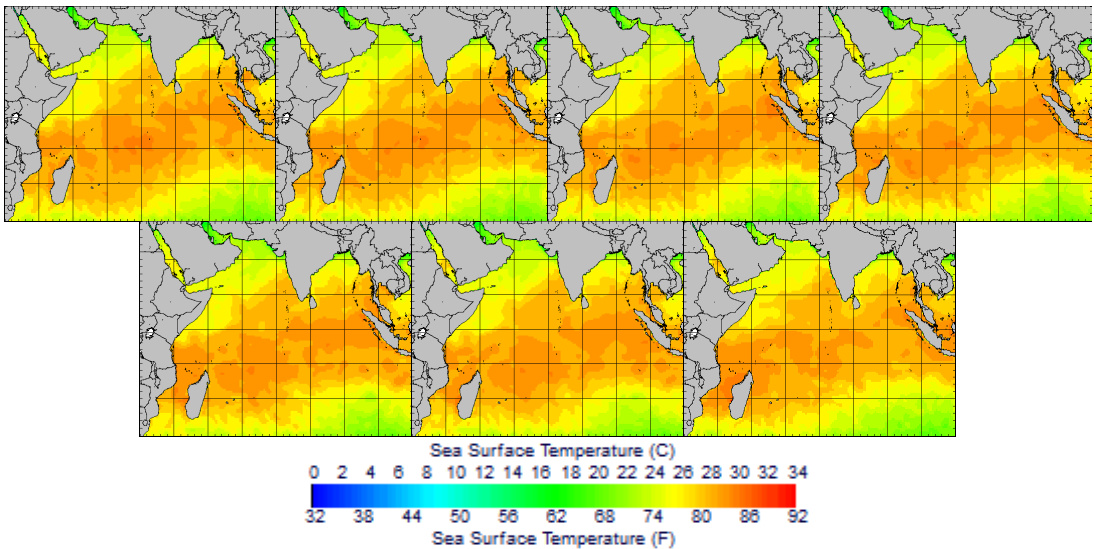 Sea Surface Temperature (C)
0 2 4 6 8 10 12 14 16 18 20 22 24 26 28 30 32 34
32 38 44 50 56 62 68 74 80 86 92
Sea Surface Temperature (F)